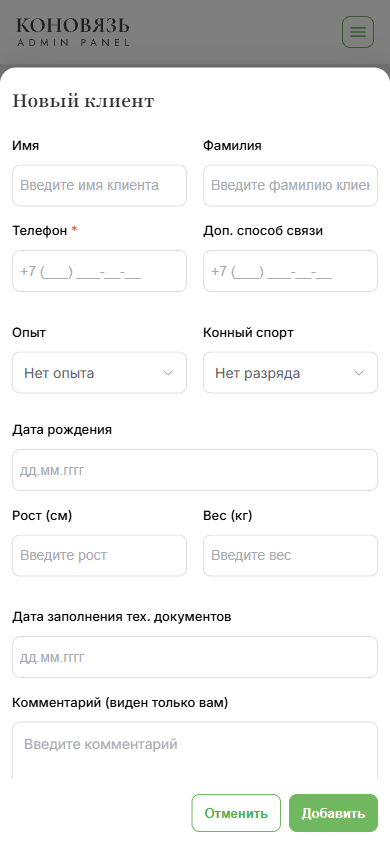 КОНОВЯЗЬ
ADMIN PANEL
Новый клиент
Имя Фамилия
Введите имя клиента Введите фамилию клиен
Телефон * Доп. способ связи
+7 (___) ___-__-__ +7 (___) ___-__-__
Опыт Конный спорт
Нет опыта Нет разряда
Дата рождения
дд.мм.гггг
Рост (см) Вес (кг)
Введите рост Введите вес
Дата заполнения тех. документов
дд.мм.гггг
Комментарий (виден только вам)
Введите комментарий
Отменить Добавить